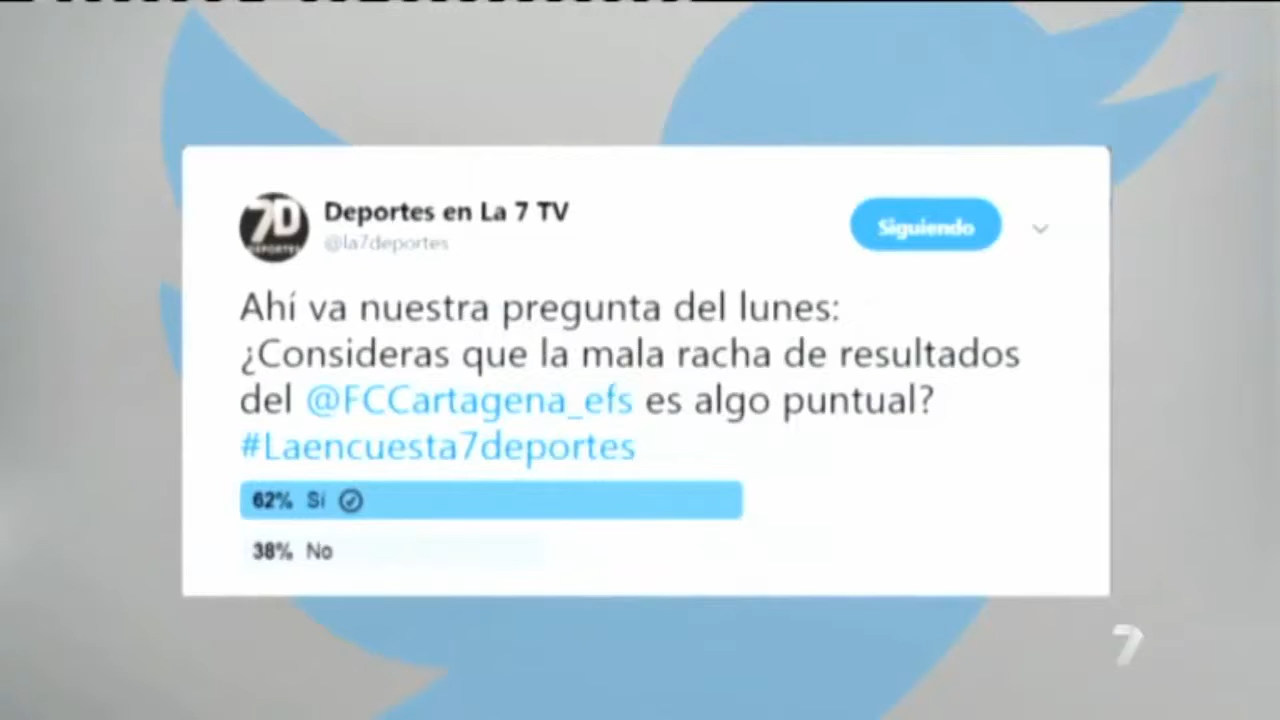 7D
DEPORTES
Deportes en La 7 TV
@la7deportes
Siguiendo
Ahí va nuestra pregunta del lunes:
¿Consideras que la mala racha de resultados
del @FCCartagena_efs es algo puntual?
#Laencuesta7deportes
62% Sí
38% No
7